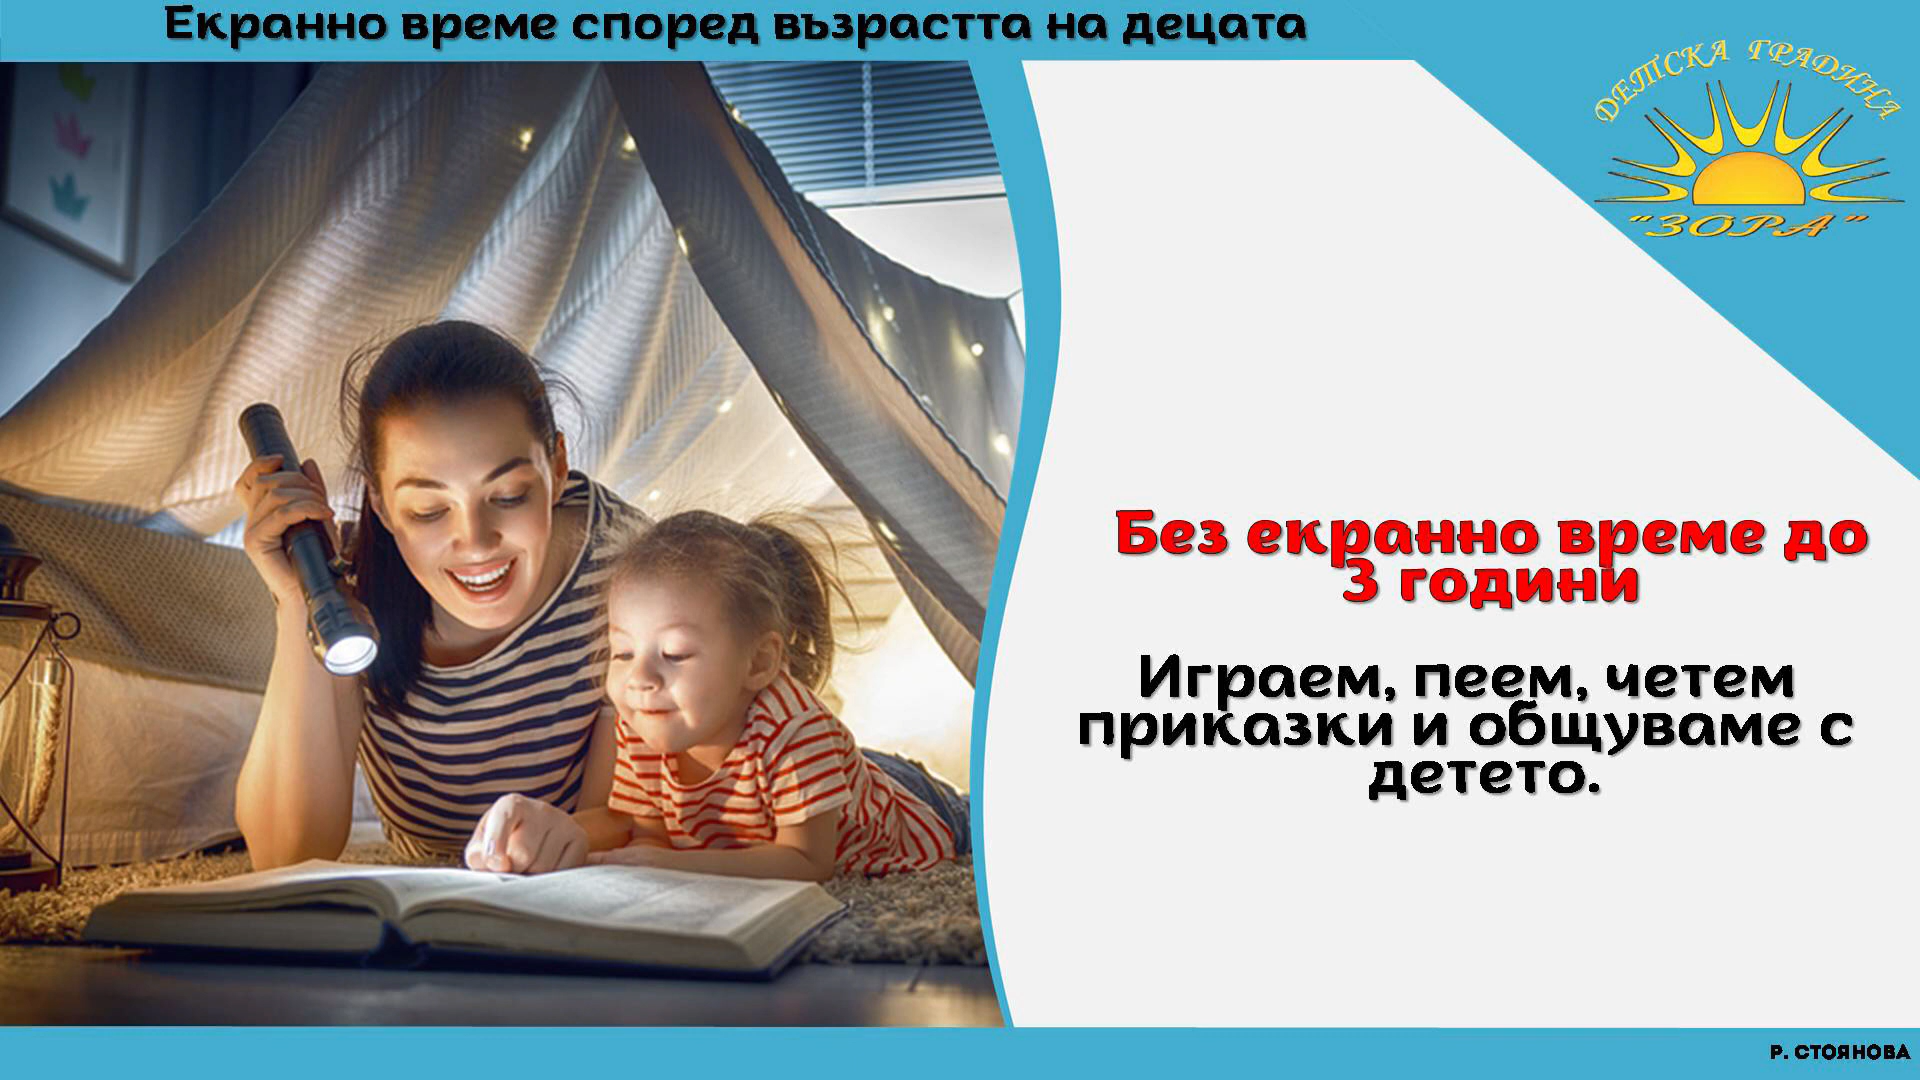 Екранно време според възрастта на децата
ДЕТСКА ГРАДИНА
"ЗОРА"
Без екранно време до
3 години
Играем, пеем, четем
приказки и общуваме с
детето.
Р. СТОЯНОВА